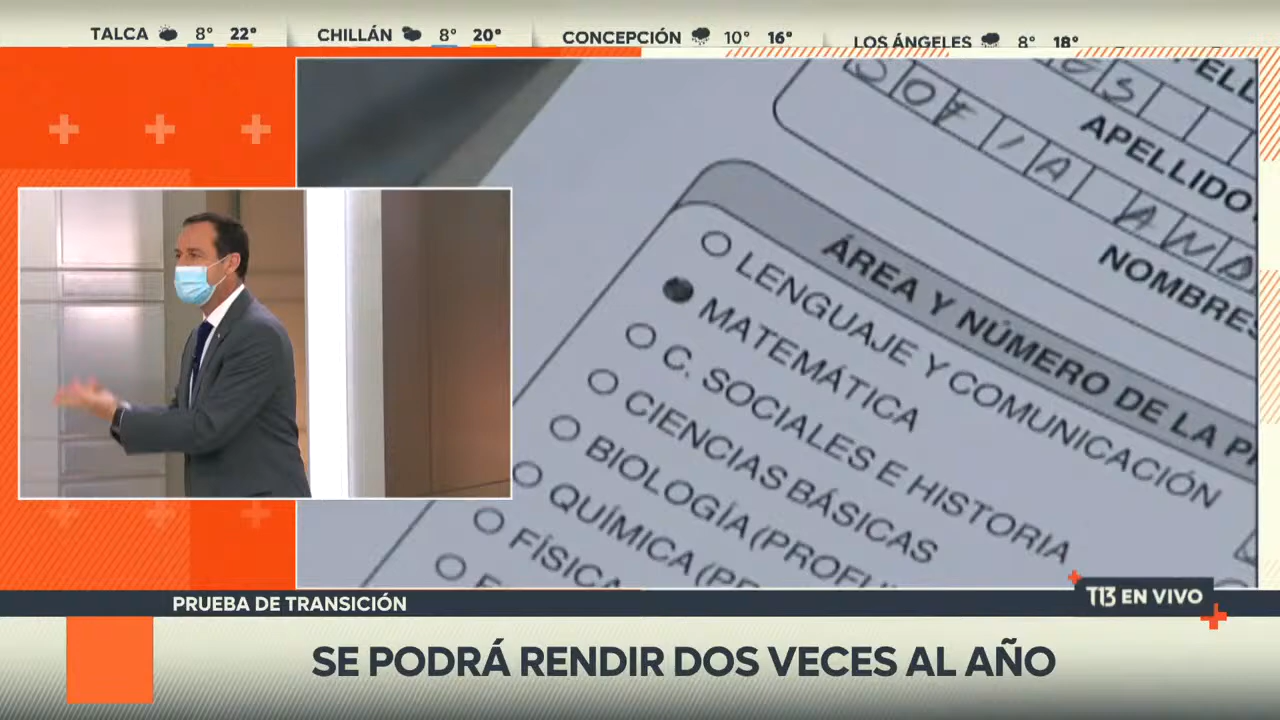 TALCA 8° 22° CHILLÁN 8° 20° CONCEPCIÓN 10° 16° LOS ÁNGELES 8° 18°
APELLIDO
SOFIA AMA
NOMBRES
ÁREA Y NÚMERO DE LA
LENGUAJE Y COMUNICACIÓN
MATEMÁTICA
C. SOCIALES E HISTORIA
CIENCIAS BÁSICAS
BIOLOGÍA
QUÍMICA
FÍSICA
PRUEBA DE TRANSICIÓN
T13 EN VIVO
SE PODRÁ RENDIR DOS VECES AL AÑO